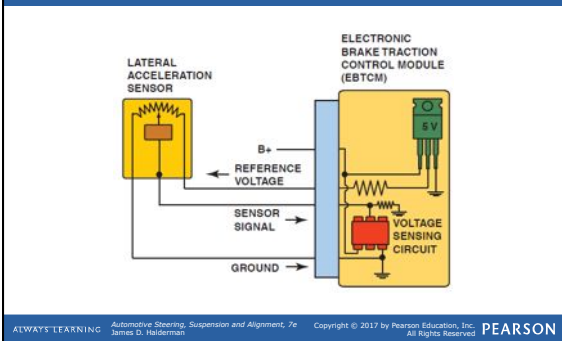 ELECTRONIC
BRAKE TRACTION
CONTROL MODULE
(EBTCM)
LATERAL
ACCELERATION
SENSOR
5 V
B+
REFERENCE
VOLTAGE
SENSOR
SIGNAL
VOLTAGE
SENSING
CIRCUIT
GROUND
ALWAYS LEARNING
Automotive Steering, Suspension and Alignment, 7e
James D. Halderman
Copyright © 2017 by Pearson Education, Inc.
All Rights Reserved
PEARSON